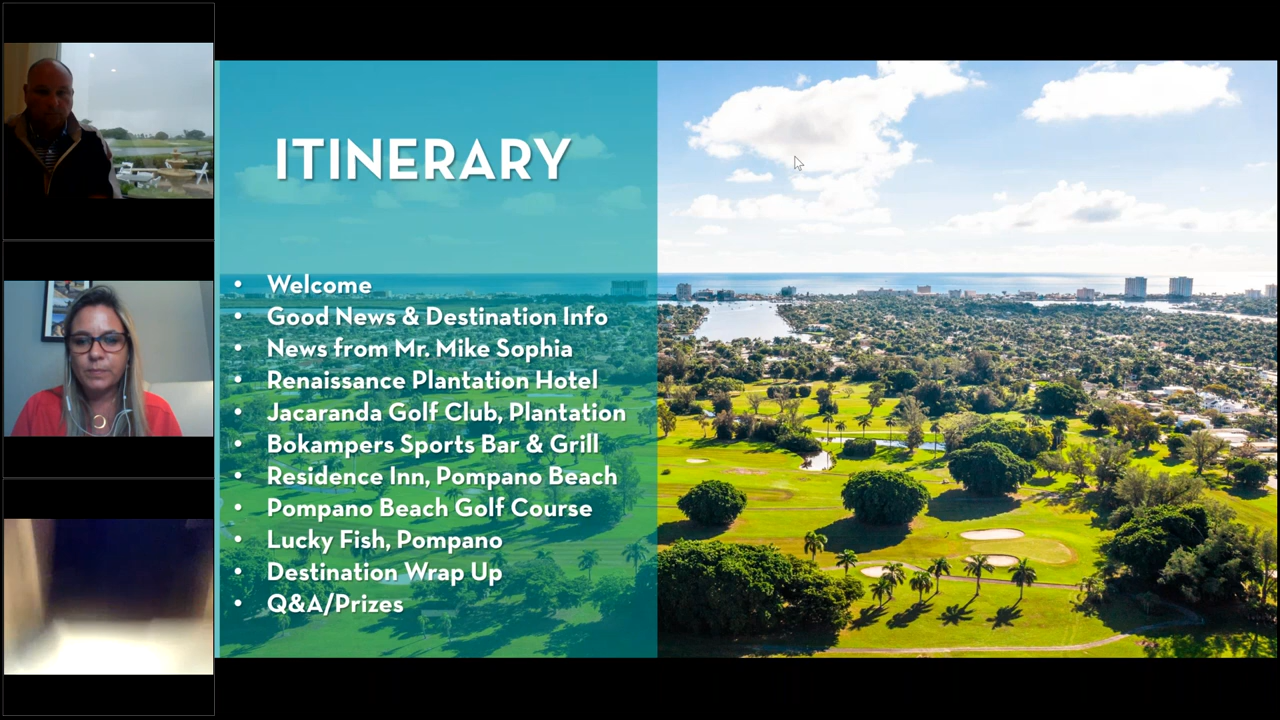 ITINERARY
• Welcome
• Good News & Destination Info
• News from Mr. Mike Sophia
• Renaissance Plantation Hotel
• Jacaranda Golf Club, Plantation
• Bokampers Sports Bar & Grill
• Residence Inn, Pompano Beach
• Pompano Beach Golf Course
• Lucky Fish, Pompano
• Destination Wrap Up
• Q&A/Prizes